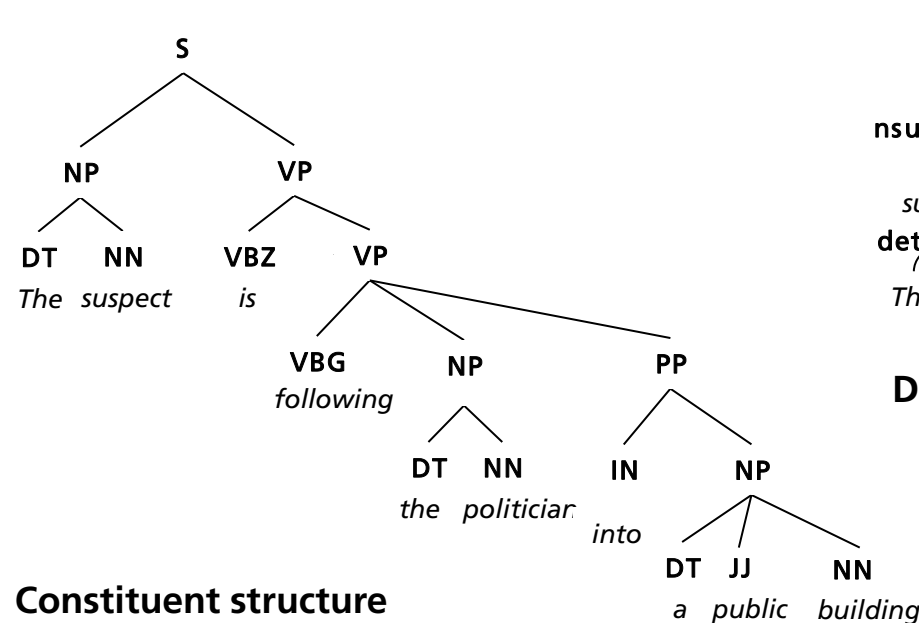 S
nsu
NP VP
su
DT NN VBZ VP
det
The suspect is
Th
VBG NP PP
following
D
DT NN IN NP
the politician
into
DT JJ NN
a public building
Constituent structure